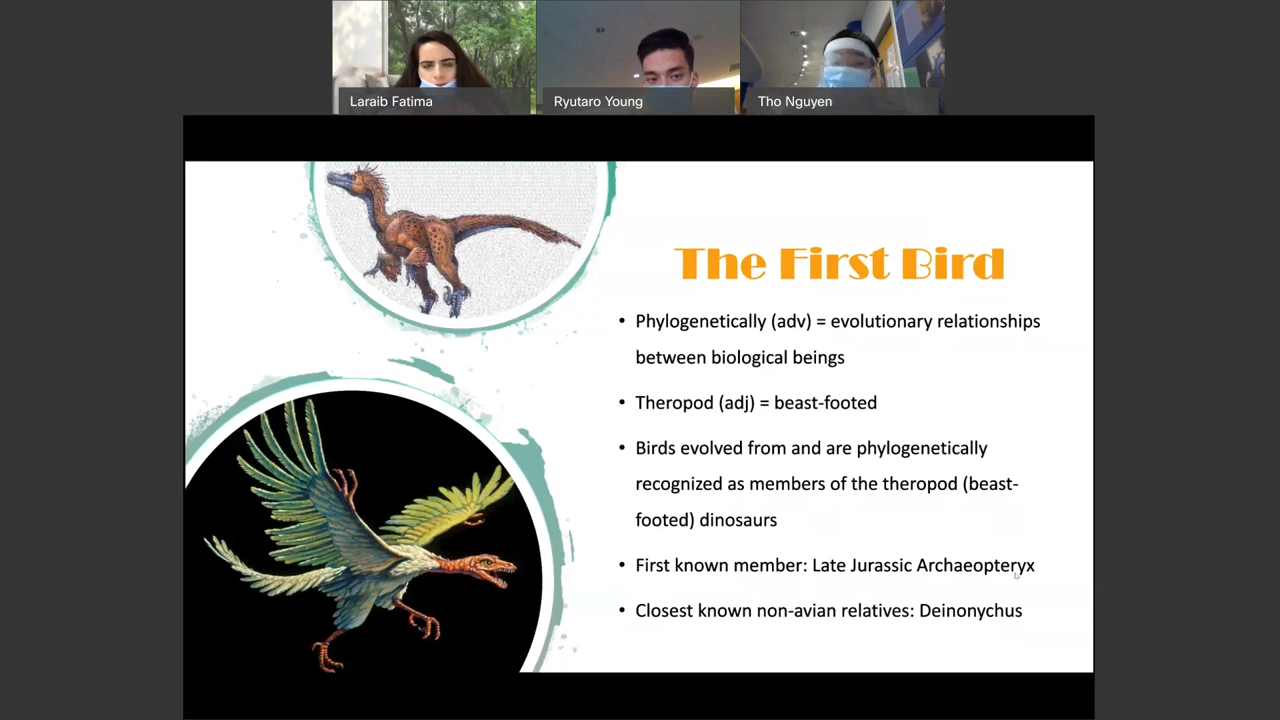 Laraib Fatima
Ryutaro Young
Tho Nguyen
The First Bird
• Phylogenetically (adv) = evolutionary relationships
between biological beings
• Theropod (adj) = beast-footed
• Birds evolved from and are phylogenetically
recognized as members of the theropod (beast-
footed) dinosaurs
• First known member: Late Jurassic Archaeopteryx
• Closest known non-avian relatives: Deinonychus